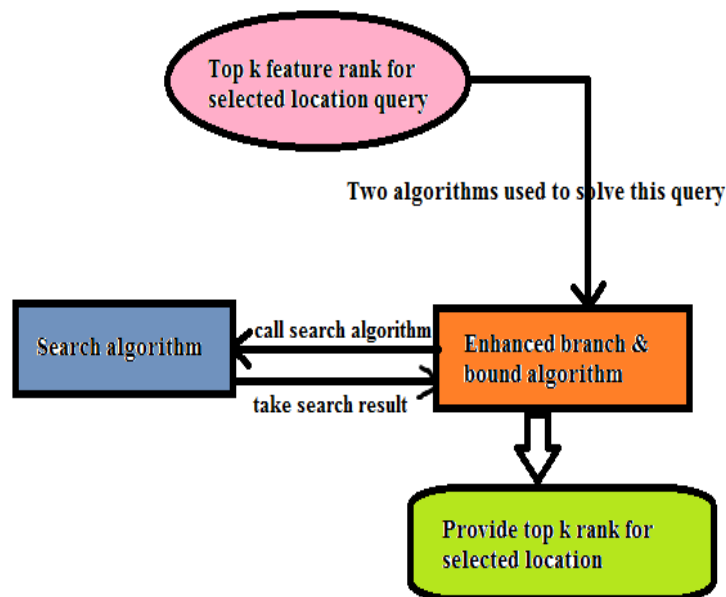 Top k feature rank for
selected location query
Two algorithms used to solve this query
call search algorithm
Search algorithm
Enhanced branch &
bound algorithm
take search result
Provide top k rank for
selected location